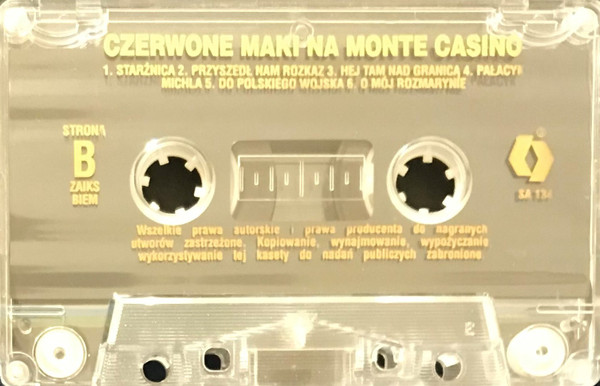 CZERWONE MAKI NA MONTE CASINO
1. STARŹNICA 2. PRZYSZEDŁ NAM ROZKAZ 3. HEJ TAM NAD GRANICĄ 4. PAŁACYK
MICHLA 5. DO POLSKIEGO WOJSKA 6. O MÓJ ROZMARYNIE
STRONA
B
ZAIKS
BIEM
®
SA 134
Wszelkie prawa autorskie i prawa producenta do nagranych
utworów zastrzeżone. Kopiowanie, wynajmowanie, wypożyczanie
wykorzystywanie tej kasety do nadań publiczych zabronione